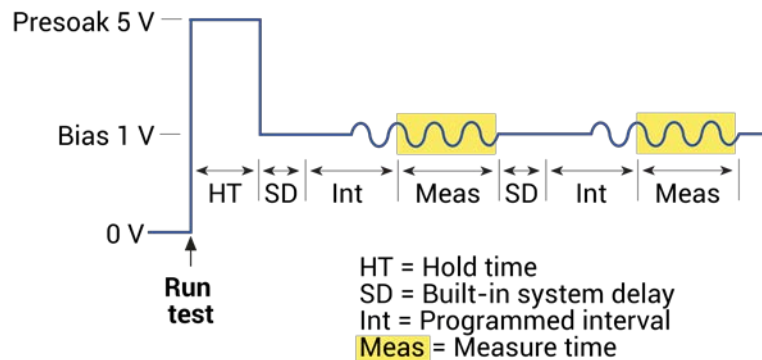 Presoak 5 V
Bias 1 V
HT SD Int Meas SD Int Meas
0 V
Run
test
HT = Hold time
SD = Built-in system delay
Int = Programmed interval
Meas = Measure time